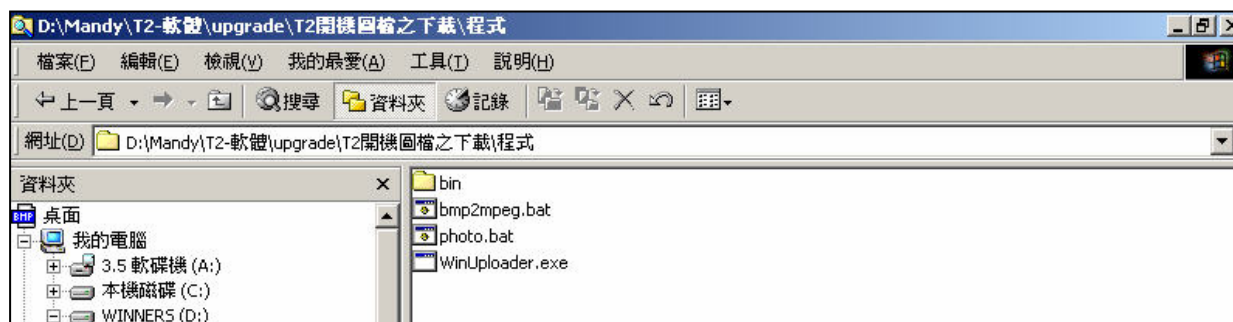 D:\Mandy\T2-軟體\upgrade\T2開機圖檔之下載\程式
檔案(F) 編輯(E) 檢視(V) 我的最愛(A) 工具(T) 説明(H)
上一頁 搜尋 資料夾 記錄
網址(D) D:\Mandy\T2-軟體\upgrade\T2開機圖檔之下載\程式
資料夾
bin
bmp2mpeg.bat
photo.bat
WinUploader.exe
BMP 桌面
我的電腦
3.5 軟碟機 (A:)
本機磁碟 (C:)
WINNERS (D:)